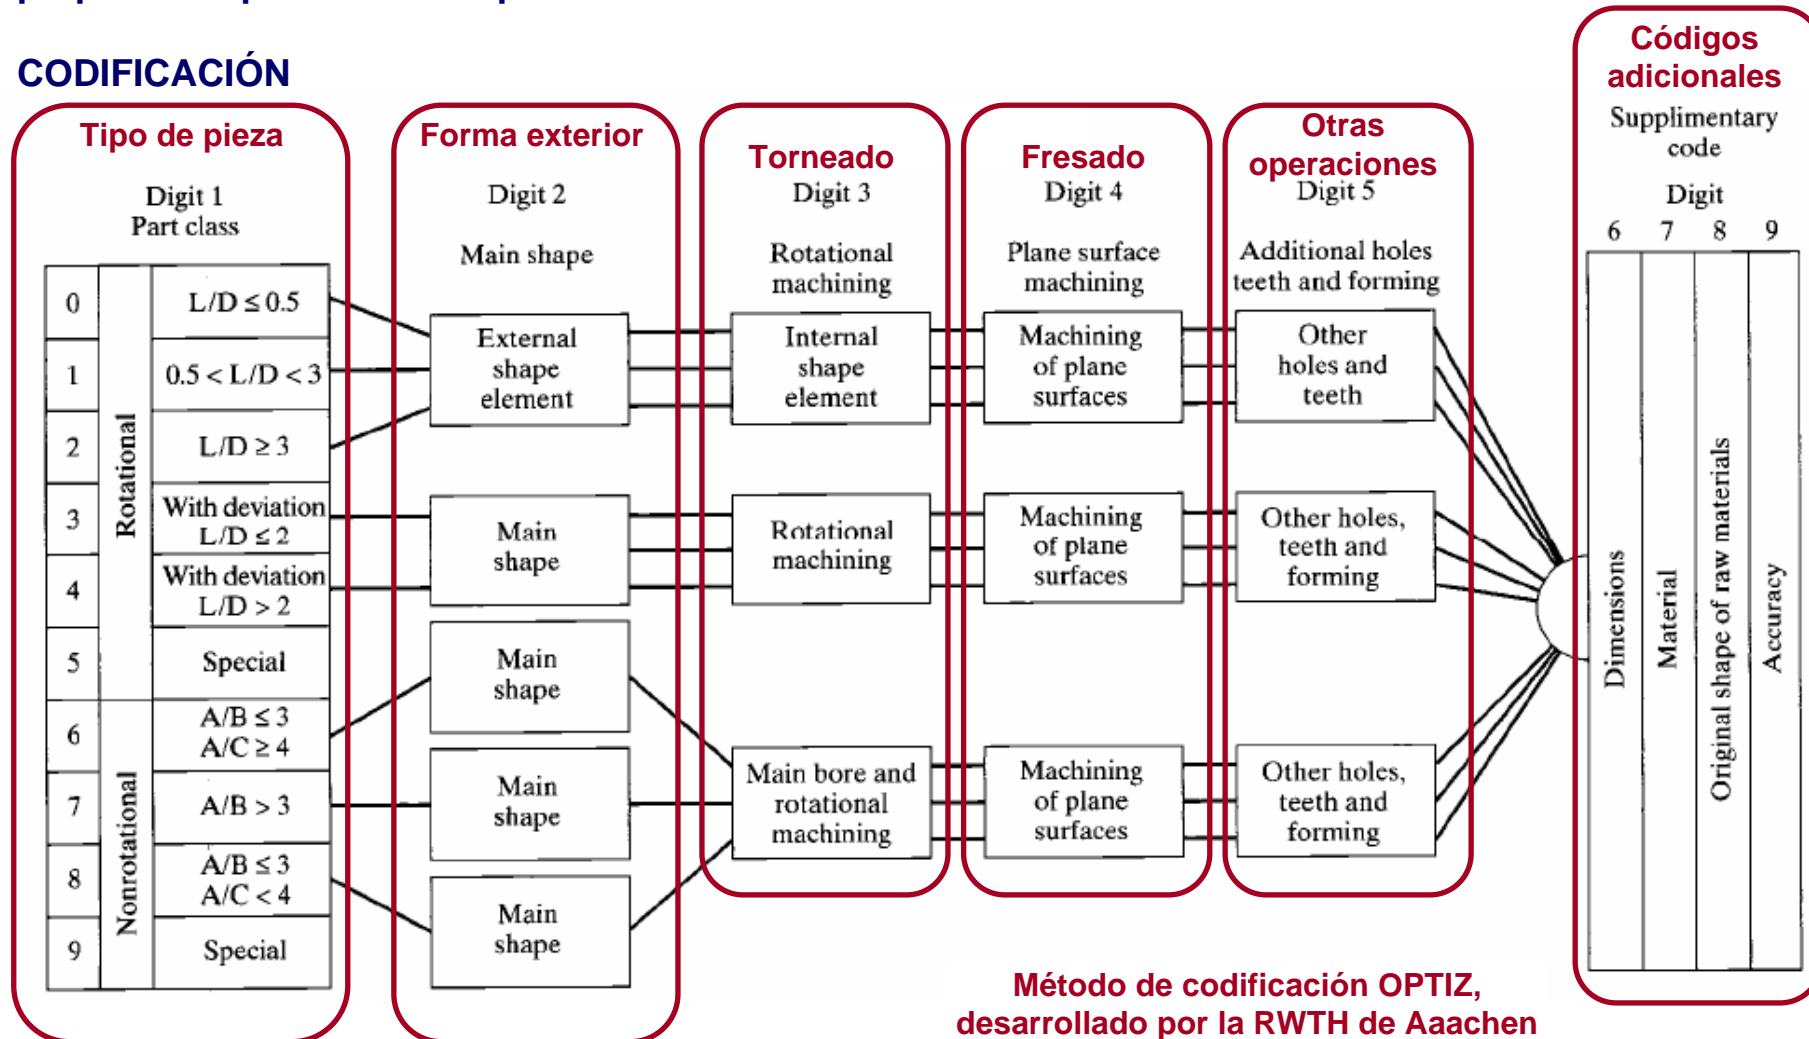 CODIFICACIÓN
Códigos
adicionales
Supplimentary
code
Digit
6 7 8 9
Dimensions
Material
Original shape of raw materials
Accuracy
Tipo de pieza
Digit 1
Part class
0
L/D ≤ 0.5
1
0.5 < L/D < 3
2
L/D ≥ 3
3
With deviation
L/D ≤ 2
4
With deviation
L/D > 2
5
Special
6
A/B ≤ 3
A/C ≥ 4
7
A/B > 3
8
A/B ≤ 3
A/C < 4
9
Special
Rotational
Nonrotational
Forma exterior
Digit 2
Main shape
External
shape
element
Main
shape
Main
shape
Main
shape
Main
shape
Torneado
Digit 3
Rotational
machining
Internal
shape
element
Rotational
machining
Main bore and
rotational
machining
Fresado
Digit 4
Plane surface
machining
Machining
of plane
surfaces
Machining
of plane
surfaces
Machining
of plane
surfaces
Otras
operaciones
Digit 5
Additional holes
teeth and forming
Other
holes and
teeth
Other holes,
teeth and
forming
Other holes,
teeth and
forming
Método de codificación OPTIZ,
desarrollado por la RWTH de Aaachen